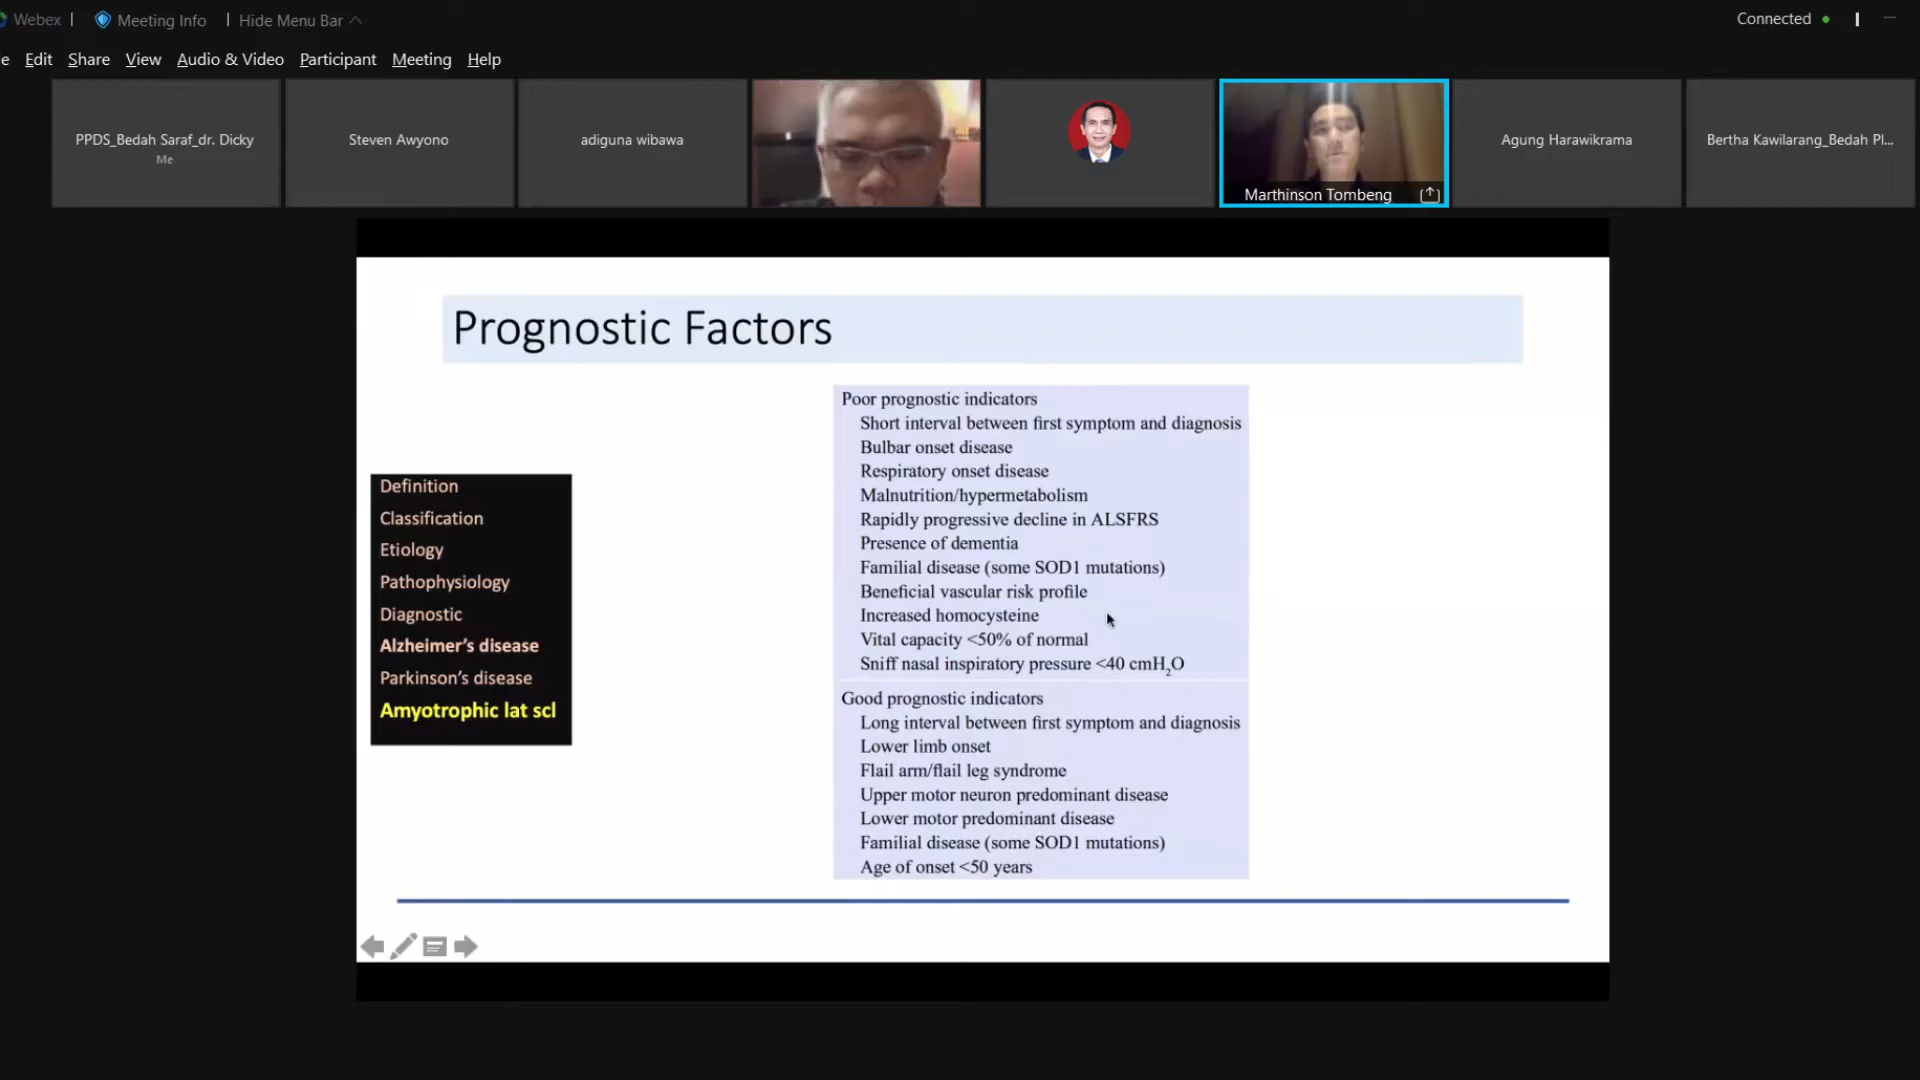 Webex
Meeting Info
Hide Menu Bar
Connected
e Edit Share View Audio & Video Participant Meeting Help
PPDS_Bedah Saraf_dr. Dicky
Me
Steven Awyono
adiguna wibawa
Marthinson Tombeng
Agung Harawikrama
Bertha Kawilarang_Bedah Pl...
Prognostic Factors
Definition
Classification
Etiology
Pathophysiology
Diagnostic
Alzheimer's disease
Parkinson's disease
Amyotrophic lat scl
Poor prognostic indicators
Short interval between first symptom and diagnosis
Bulbar onset disease
Respiratory onset disease
Malnutrition/hypermetabolism
Rapidly progressive decline in ALSFRS
Presence of dementia
Familial disease (some SOD1 mutations)
Beneficial vascular risk profile
Increased homocysteine
Vital capacity <50% of normal
Sniff nasal inspiratory pressure <40 cmH₂O
Good prognostic indicators
Long interval between first symptom and diagnosis
Lower limb onset
Flail arm/flail leg syndrome
Upper motor neuron predominant disease
Lower motor predominant disease
Familial disease (some SOD1 mutations)
Age of onset <50 years